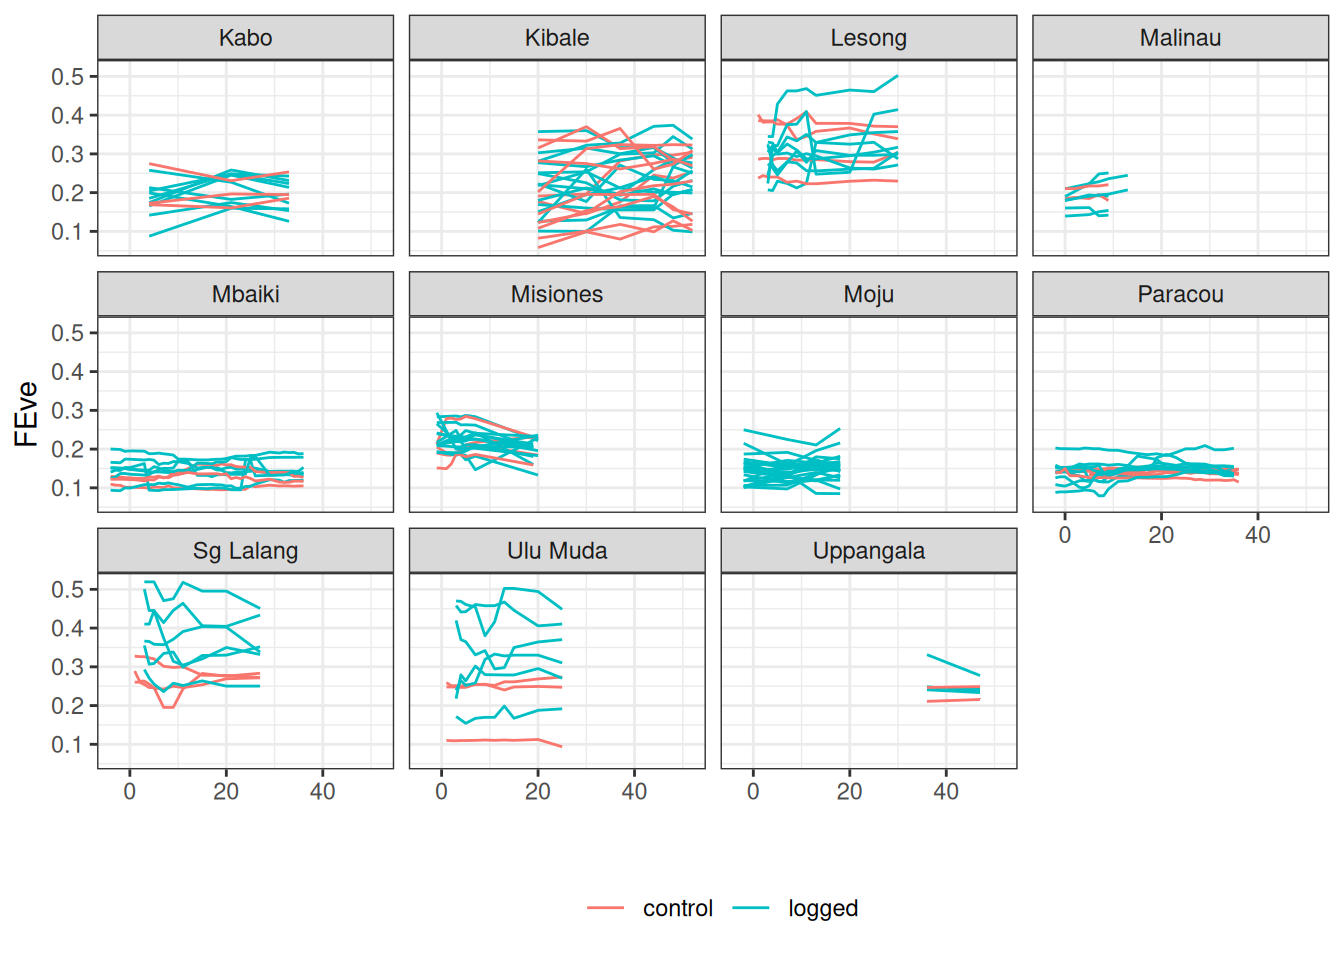 Kabo Kibale Lesong Malinau
0.5
0.4
0.3
0.2
0.1
Mbaiki Misiones Moju Paracou
FEve
0.5
0.4
0.3
0.2
0.1
0 20 40
Sg Lalang Ulu Muda Uppangala
0.5
0.4
0.3
0.2
0.1
0 20 40 0 20 40 0 20 40
control logged